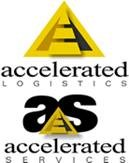 accelerated
LOGISTICS
as
accelerated
SERVICES